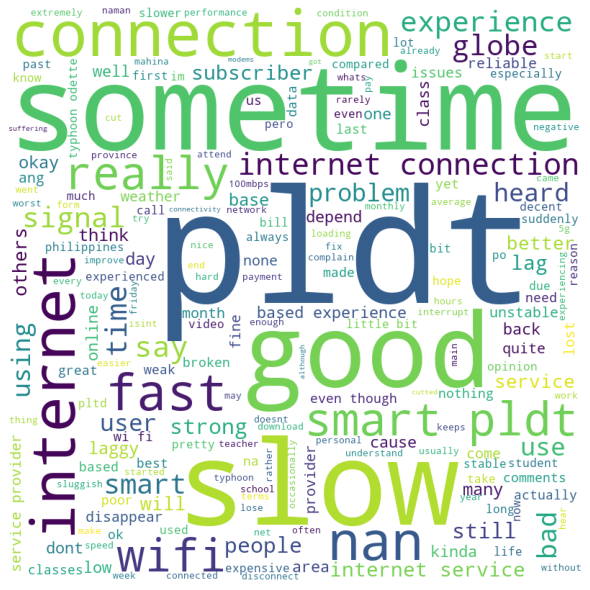 extremely naman slower performance condition
connection
experience
past mahina modems got lot already start
know well first im compared reliable especially
subscriber whats issues globe
sometime
typhoon odette us pay class
suffering cut data even one negative
province said attend pero rarely last
okay really internet connection went
ang weather 100mbps yet
worst form much base problem heard decent
signal try call connectivity network depend monthly average suddenly 5g came
others think bill loading bit better
philippines improve nice always none fix made lag po
pldt
day experienced end hard payment complain hope due reason
every today friday month based experience hours need experiencing
internet
using online time isint video enough interrupt unstable
easier fine little bit back lost
say great weak broken main quite opinion
good
fast may although even though nothing service
thing pltd cutted work
user strong smart pldt
service provider wi fi doesnt download cause use
laggy pretty teacher keeps come
based best na personal understand usually stable student
sluggish started typhoon rather occasionally provider take comments
smart slow many
poor will school terms year actually
disappear used lose long now hear
make ok net often nan still bad
dont speed wifi people kinda life
classes low week connected expensive disconnect area internet service without